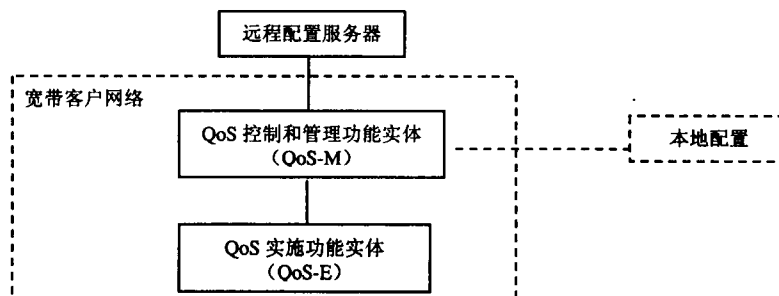 远程配置服务器
宽带客户网络
QoS 控制和管理功能实体
（QoS-M）
本地配置
QoS 实施功能实体
（QoS-E）